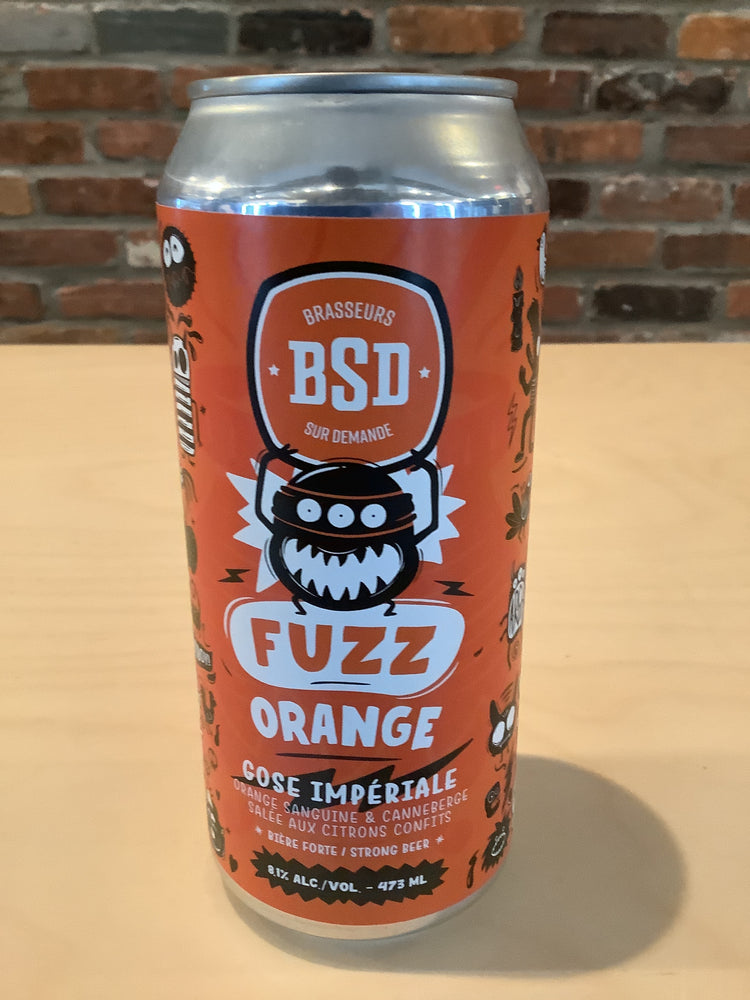 BRASSEURS
BSD
SUR DEMANDE
FUZZ
ORANGE
GOSE IMPÉRIALE
ORANGE SANGUINE & CANNEBERGE
SALÉE AUX CITRONS CONFITS
* BIÈRE FORTE / STRONG BEER *
8.1% ALC./VOL. - 473 ML